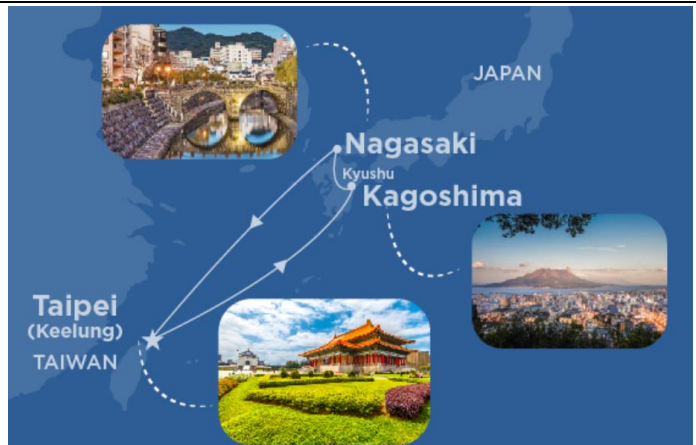 JAPAN
Nagasaki
Kyushu
Kagoshima
Taipei
(Keelung)
TAIWAN